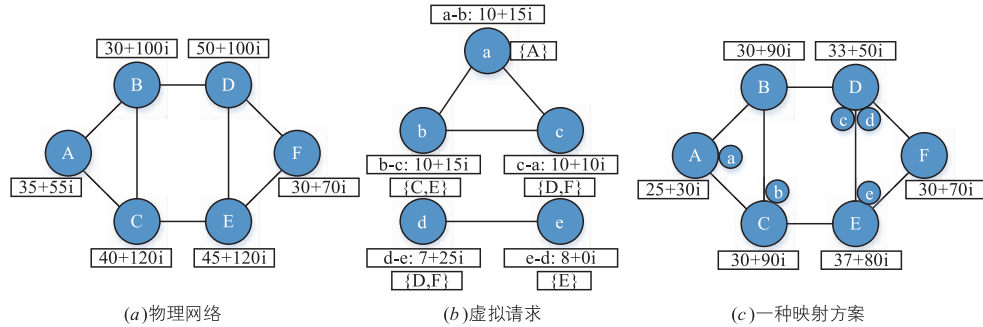 30+100i
50+100i
B
D
A
F
35+55i
30+70i
C
E
40+120i
45+120i
(a)物理网络
a-b: 10+15i
a
{A}
b
c
b-c: 10+15i
c-a: 10+10i
{C,E}
{D,F}
d
e
d-e: 7+25i
e-d: 8+0i
{D,F}
{E}
(b)虚拟请求
30+90i
33+50i
B
D
c
d
A
a
F
25+30i
30+70i
b
e
C
E
30+90i
37+80i
(c)一种映射方案